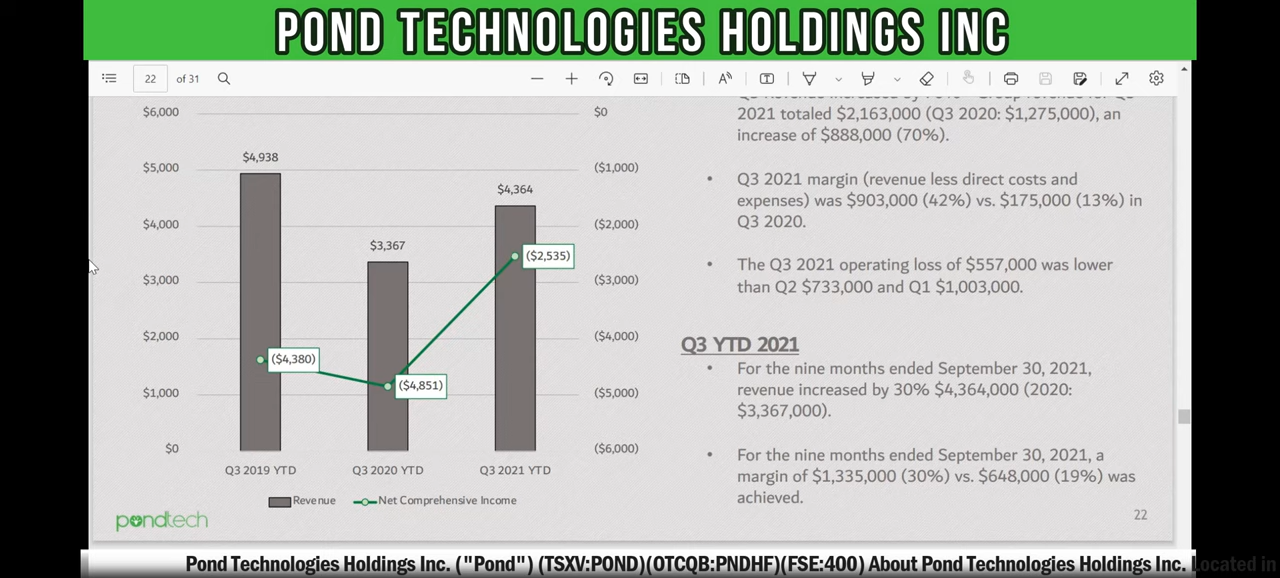 POND TECHNOLOGIES HOLDINGS INC
22 of 31
$6,000
$0
2021 totaled $2,163,000 (Q3 2020: $1,275,000), an
increase of $888,000 (70%).
$5,000
$4,938
($1,000)
$4,364
Q3 2021 margin (revenue less direct costs and
expenses) was $903,000 (42%) vs. $175,000 (13%) in
Q3 2020.
$4,000
$3,367
($2,000)
($2,535)
$3,000
($3,000)
The Q3 2021 operating loss of $557,000 was lower
than Q2 $733,000 and Q1 $1,003,000.
$2,000
($4,380)
($4,000)
Q3 YTD 2021
For the nine months ended September 30, 2021,
revenue increased by 30% $4,364,000 (2020:
$3,367,000).
$1,000
($4,851)
($5,000)
$0
($6,000)
For the nine months ended September 30, 2021, a
margin of $1,335,000 (30%) vs. $648,000 (19%) was
achieved.
Q3 2019 YTD
Q3 2020 YTD
Q3 2021 YTD
Revenue
Net Comprehensive Income
pondtech
22
Pond Technologies Holdings Inc. ("Pond") (TSXV:POND)(OTCQB:PNDHF)(FSE:400) About Pond Technologies Holdings Inc. Located in